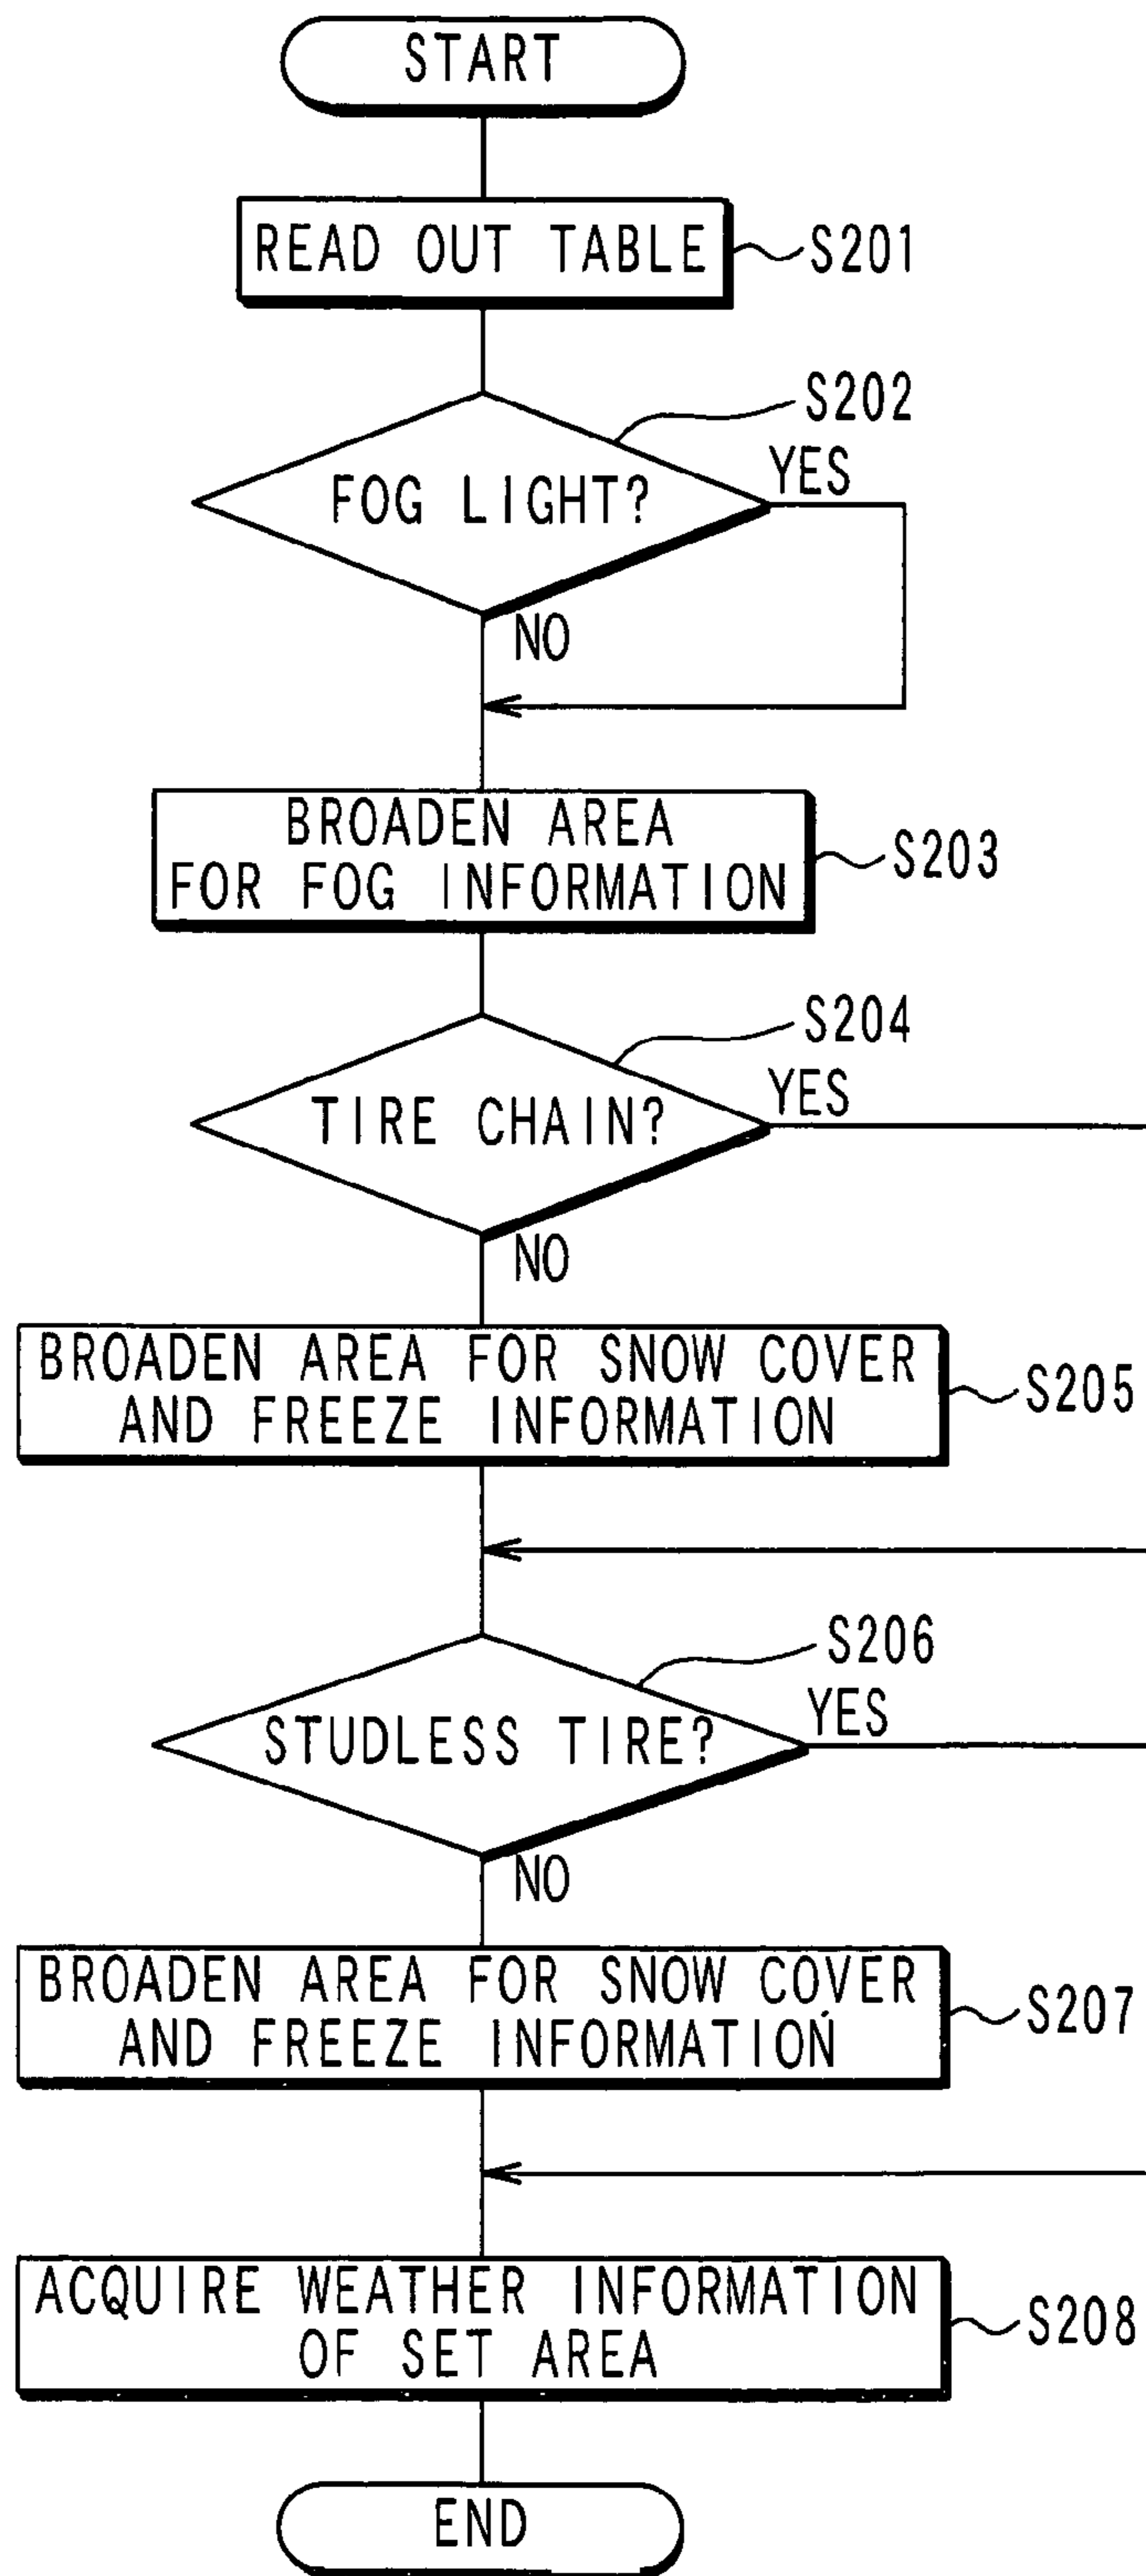 START
READ OUT TABLE
S201
S202
FOG LIGHT?
YES
NO
BROADEN AREA
FOR FOG INFORMATION
S203
S204
TIRE CHAIN?
YES
NO
BROADEN AREA FOR SNOW COVER
AND FREEZE INFORMATION
S205
S206
STUDLESS TIRE?
YES
NO
BROADEN AREA FOR SNOW COVER
AND FREEZE INFORMATION
S207
ACQUIRE WEATHER INFORMATION
OF SET AREA
S208
END